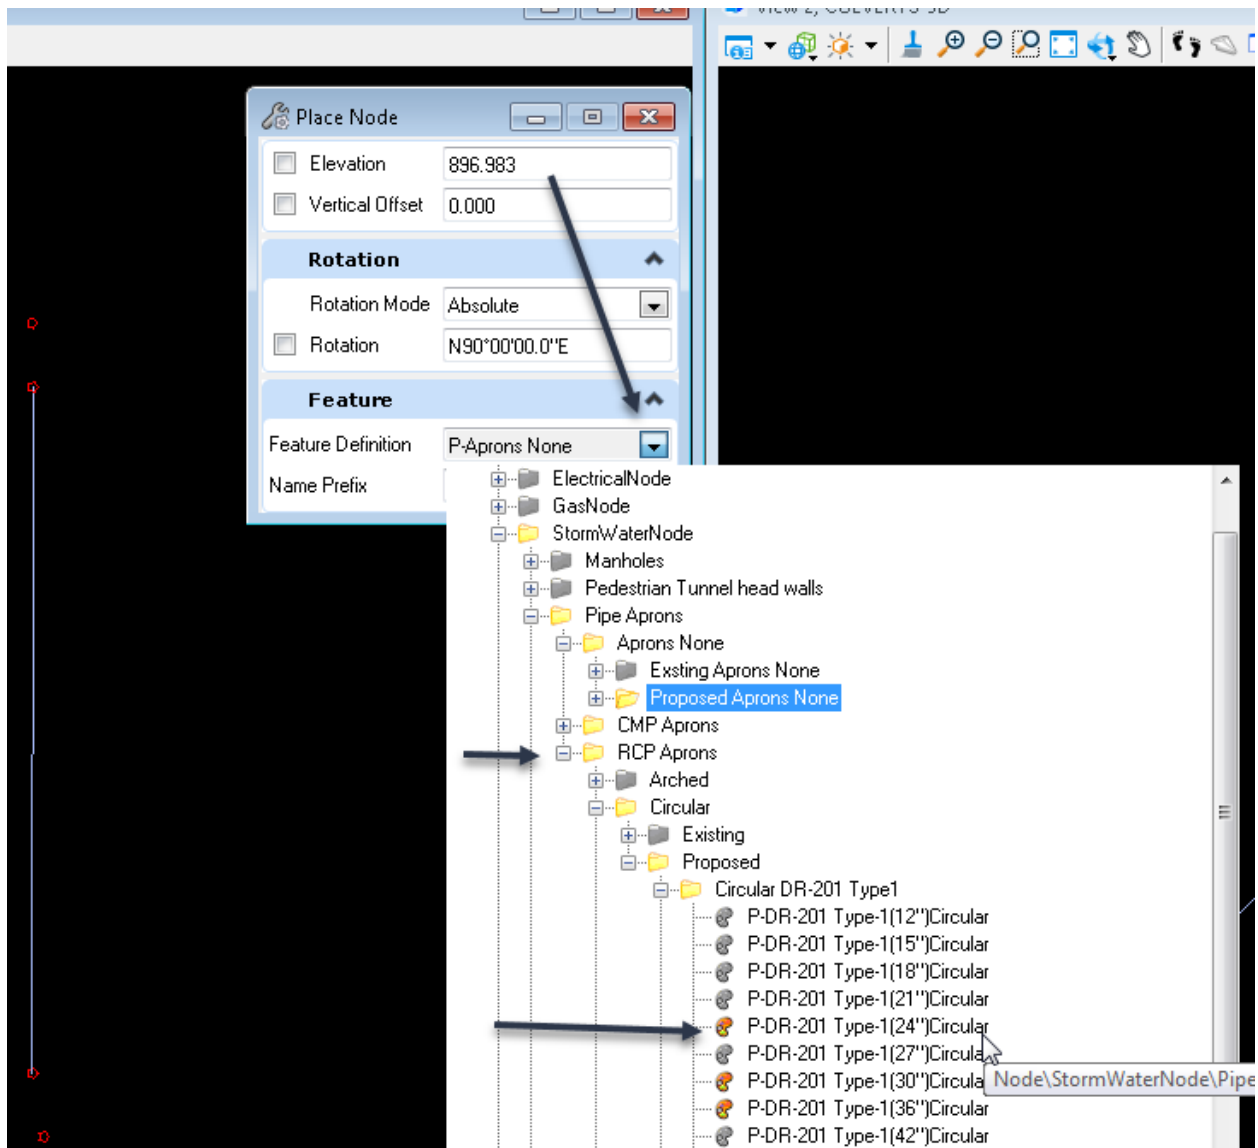 Place Node
Elevation 896.983
Vertical Offset 0.000
Rotation
Rotation Mode Absolute
Rotation N90°00'00.0"E
Feature
Feature Definition P-Aprons None
Name Prefix
ElectricalNode
GasNode
StormWaterNode
Manholes
Pedestrian Tunnel head walls
Pipe Aprons
Aprons None
Exsting Aprons None
Proposed Aprons None
CMP Aprons
RCP Aprons
Arched
Circular
Existing
Proposed
Circular DR-201 Type1
P-DR-201 Type-1(12")Circular
P-DR-201 Type-1(15")Circular
P-DR-201 Type-1(18")Circular
P-DR-201 Type-1(21")Circular
P-DR-201 Type-1(24")Circular
P-DR-201 Type-1(27")Circula
P-DR-201 Type-1(30")Circula
Node\StormWaterNode\Pipe
P-DR-201 Type-1(36")Circular
P-DR-201 Type-1(42")Circular